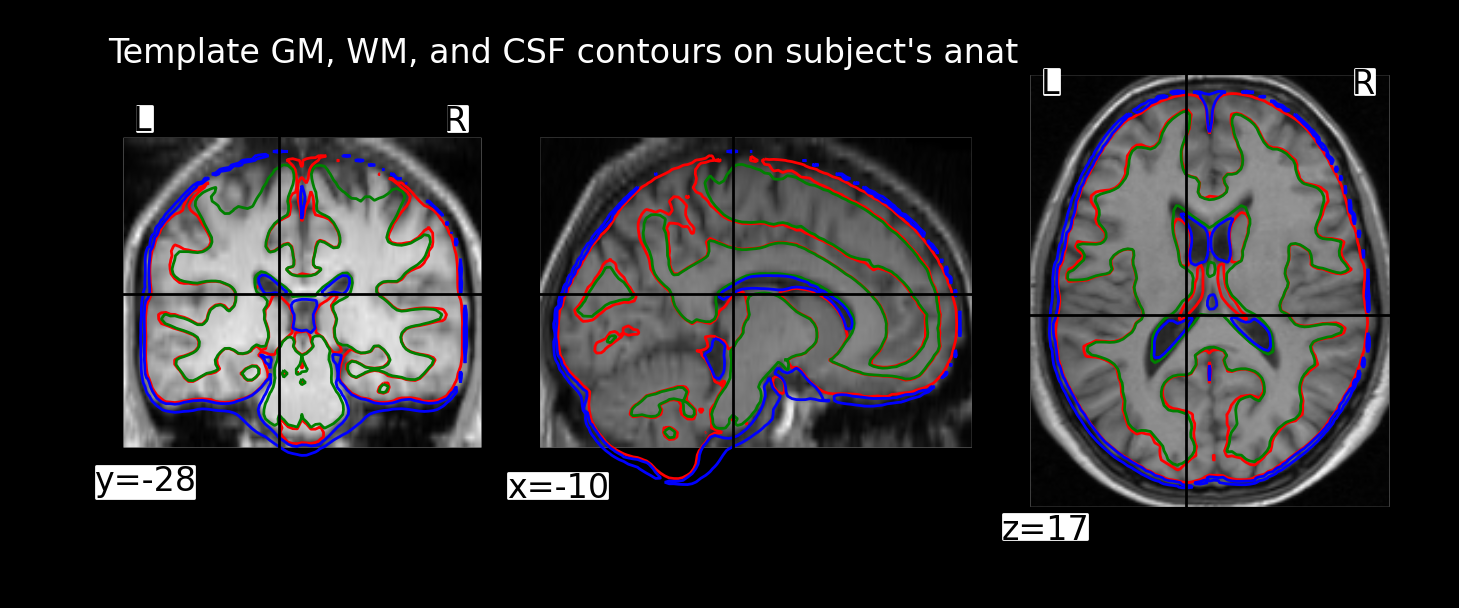 Template GM, WM, and CSF contours on subject's anat
L R
L R
y=-28
x=-10
z=17